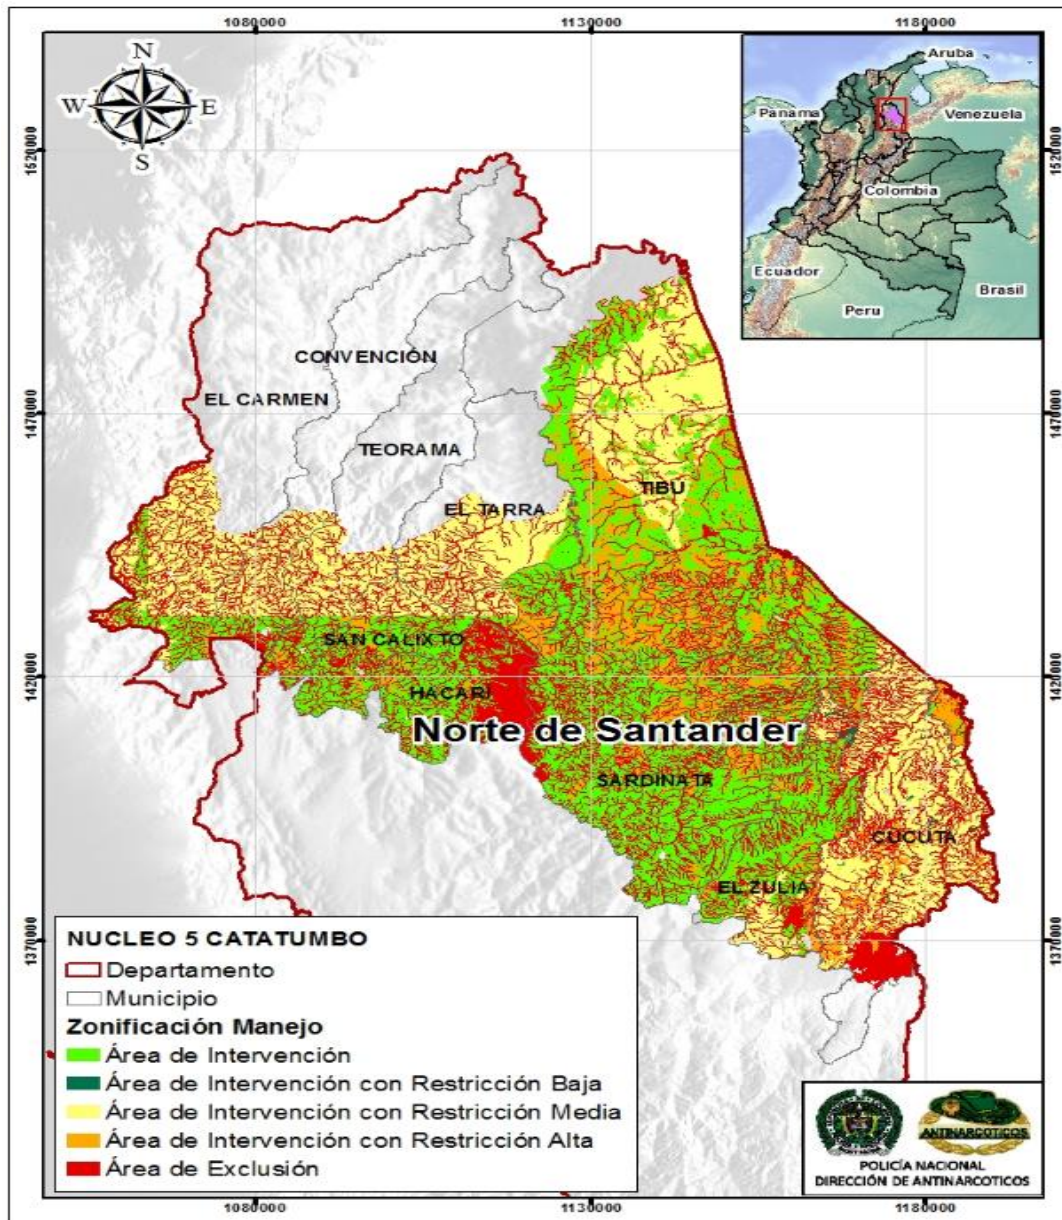 1080000
1130000
1180000
N
W
E
S
Aruba
Panama
Venezuela
Colombia
Ecuador
Brasil
Peru
1520000
1520000
CONVENCIÓN
EL CARMEN
1470000
1470000
TEORAMA
TIBU
EL TARRA
SAN CALIXTO
1420000
1420000
HACARI
Norte de Santander
SARDINATA
CUCUTA
EL ZULIA
1370000
1370000
NUCLEO 5 CATATUMBO
Departamento
Municipio
Zonificación Manejo
Área de Intervención
Área de Intervención con Restricción Baja
Área de Intervención con Restricción Media
Área de Intervención con Restricción Alta
Área de Exclusión
ANTINARCOTICOS
POLICÍA NACIONAL
DIRECCIÓN DE ANTINARCOTICOS
1080000
1130000
1180000